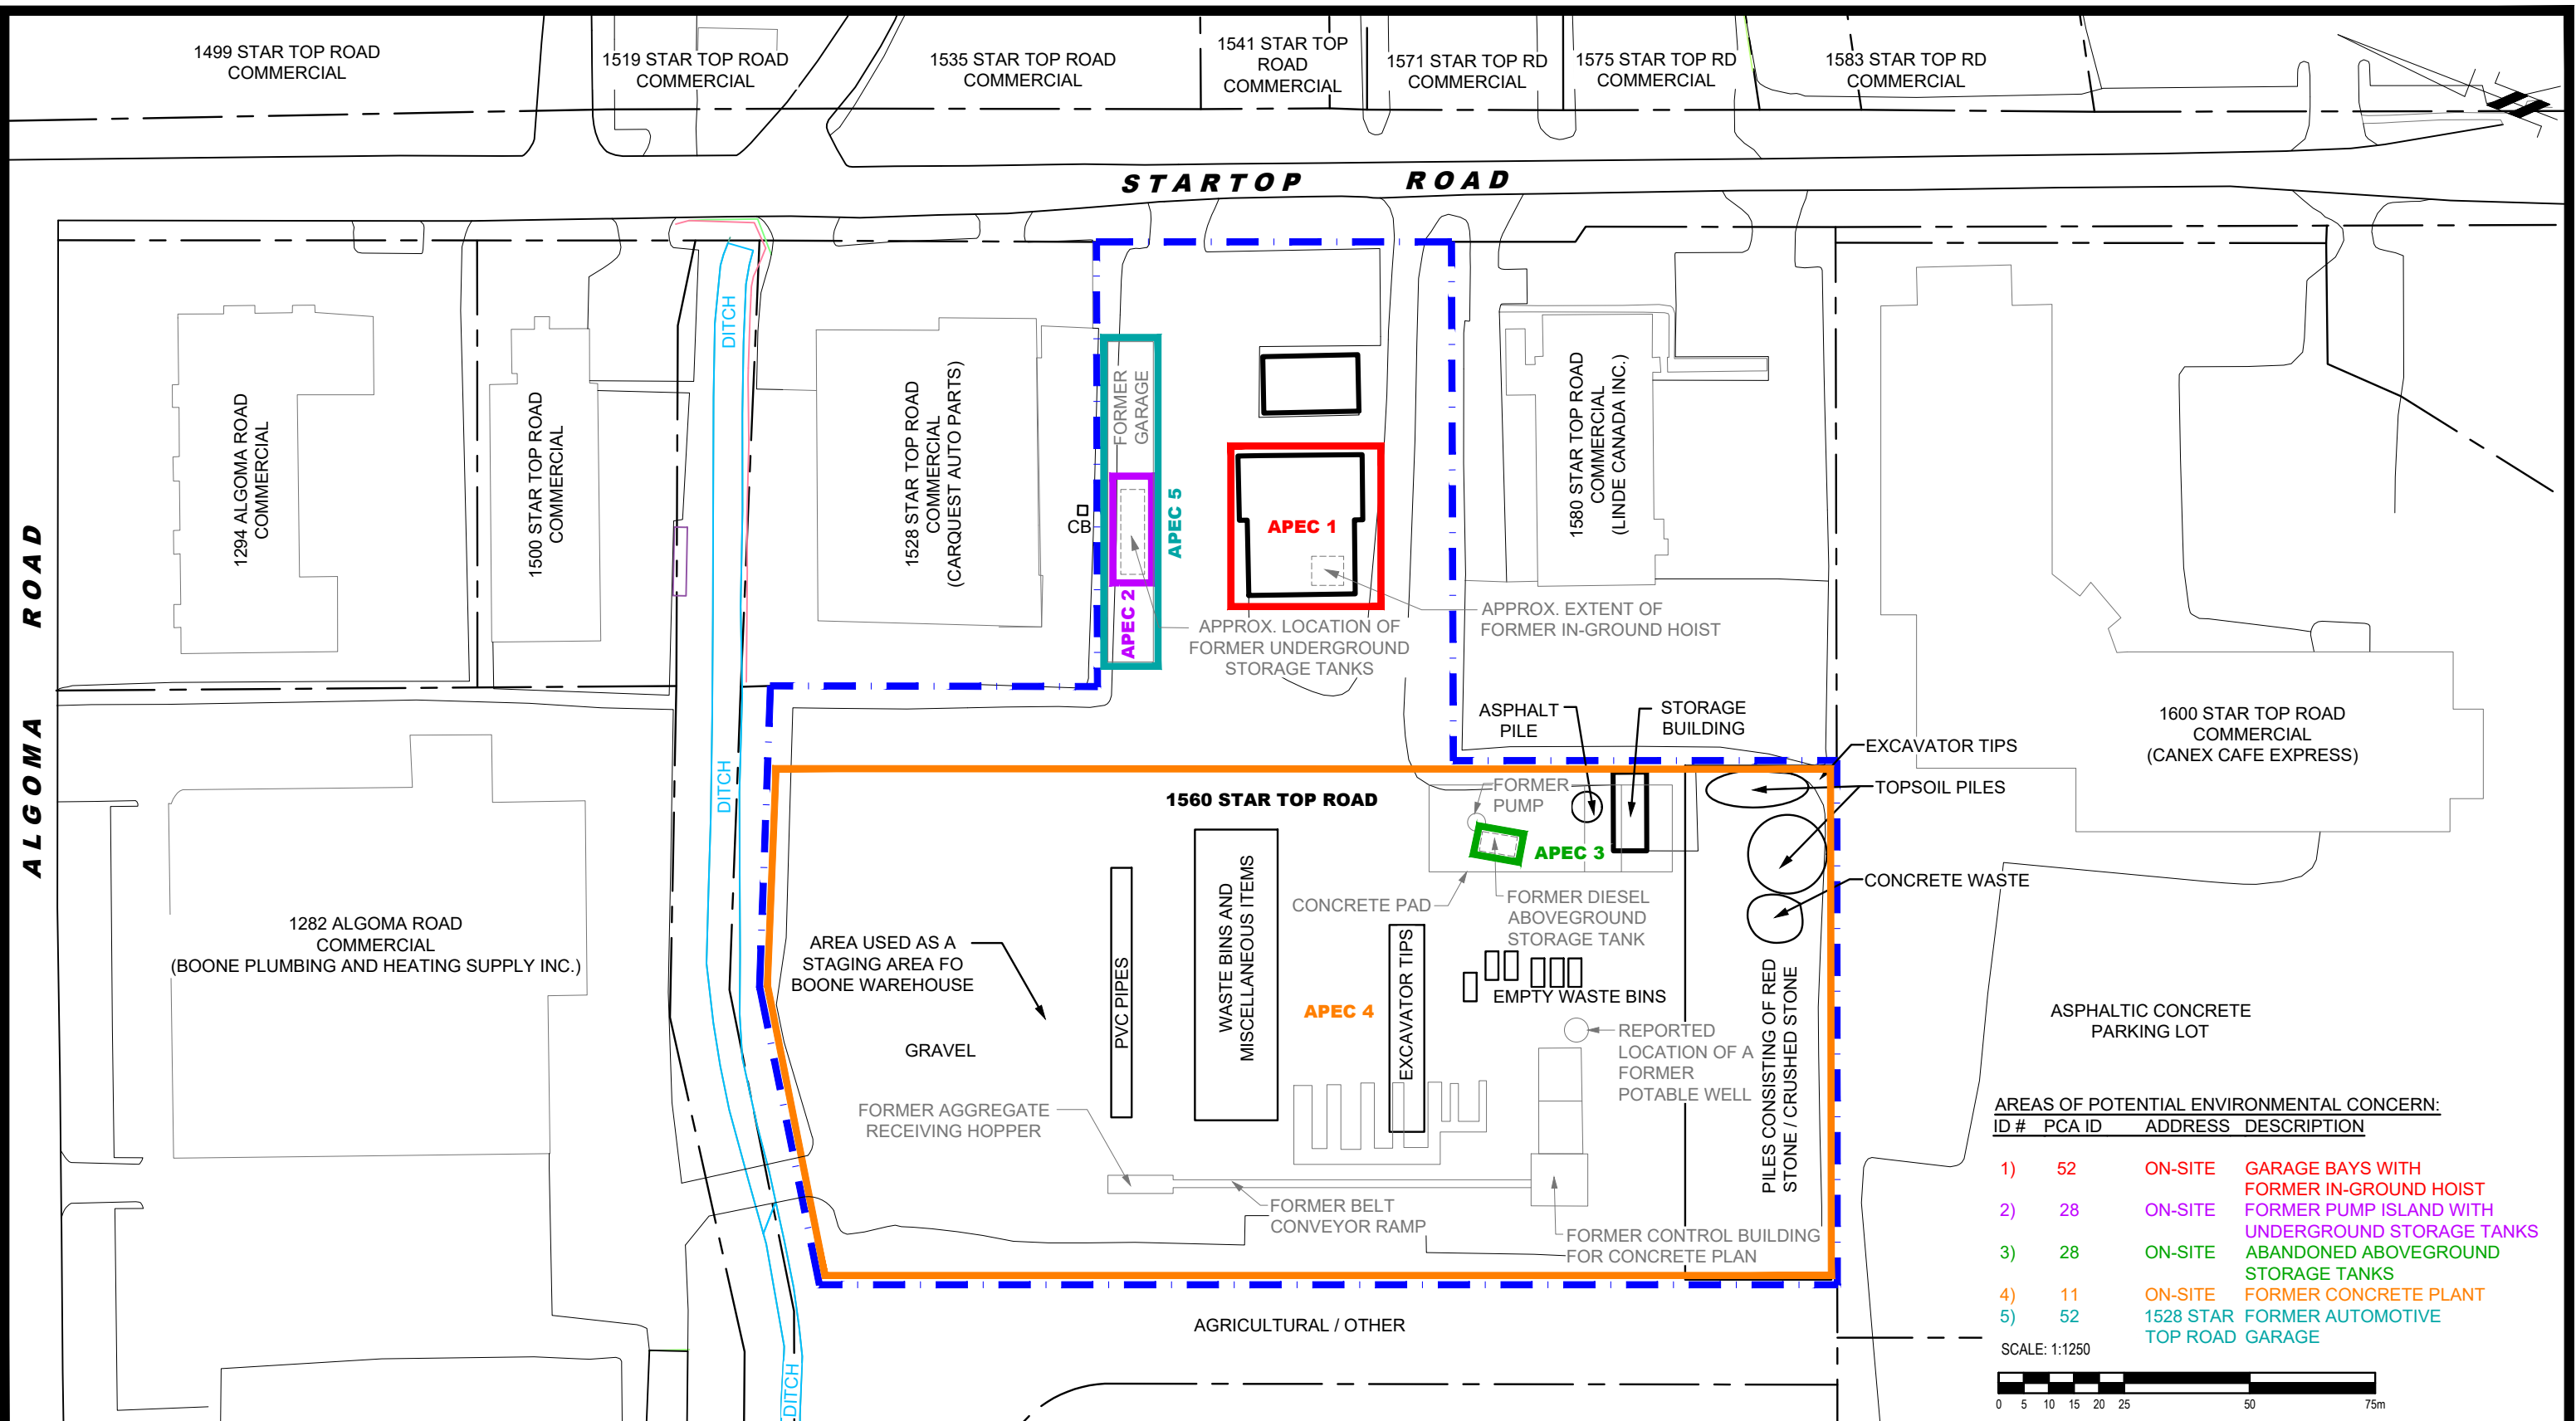 1499 STAR TOP ROAD
COMMERCIAL
1519 STAR TOP ROAD
COMMERCIAL
1535 STAR TOP ROAD
COMMERCIAL
1541 STAR TOP
ROAD
COMMERCIAL
1571 STAR TOP RD
COMMERCIAL
1575 STAR TOP RD
COMMERCIAL
1583 STAR TOP RD
COMMERCIAL
STARTOP ROAD
ALGOMA ROAD
DITCH
1294 ALGOMA ROAD
COMMERCIAL
1500 STAR TOP ROAD
COMMERCIAL
1528 STAR TOP ROAD
COMMERCIAL
(CARQUEST AUTO PARTS)
CB
FORMER
GARAGE
APEC 5
APEC 2
APEC 1
1580 STAR TOP ROAD
COMMERCIAL
(LINDE CANADA INC.)
APPROX. LOCATION OF
FORMER UNDERGROUND
STORAGE TANKS
APPROX. EXTENT OF
FORMER IN-GROUND HOIST
ASPHALT
PILE
STORAGE
BUILDING
EXCAVATOR TIPS
TOPSOIL PILES
CONCRETE WASTE
1600 STAR TOP ROAD
COMMERCIAL
(CANEX CAFE EXPRESS)
DITCH
1560 STAR TOP ROAD
FORMER
PUMP
APEC 3
CONCRETE PAD
FORMER DIESEL
ABOVEGROUND
STORAGE TANK
1282 ALGOMA ROAD
COMMERCIAL
(BOONE PLUMBING AND HEATING SUPPLY INC.)
AREA USED AS A
STAGING AREA FO
BOONE WAREHOUSE
GRAVEL
PVC PIPES
WASTE BINS AND
MISCELLANEOUS ITEMS
APEC 4
EXCAVATOR TIPS
EMPTY WASTE BINS
REPORTED
LOCATION OF A
FORMER
POTABLE WELL
PILES CONSISTING OF RED
STONE / CRUSHED STONE
FORMER AGGREGATE
RECEIVING HOPPER
FORMER BELT
CONVEYOR RAMP
FORMER CONTROL BUILDING
FOR CONCRETE PLAN
ASPHALTIC CONCRETE
PARKING LOT
AGRICULTURAL / OTHER
DITCH
AREAS OF POTENTIAL ENVIRONMENTAL CONCERN:
ID # PCA ID ADDRESS DESCRIPTION
1) 52 ON-SITE GARAGE BAYS WITH
FORMER IN-GROUND HOIST
2) 28 ON-SITE FORMER PUMP ISLAND WITH
UNDERGROUND STORAGE TANKS
3) 28 ON-SITE ABANDONED ABOVEGROUND
STORAGE TANKS
4) 11 ON-SITE FORMER CONCRETE PLANT
5) 52 1528 STAR FORMER AUTOMOTIVE
TOP ROAD GARAGE
SCALE: 1:1250
0 5 10 15 20 25 50 75m